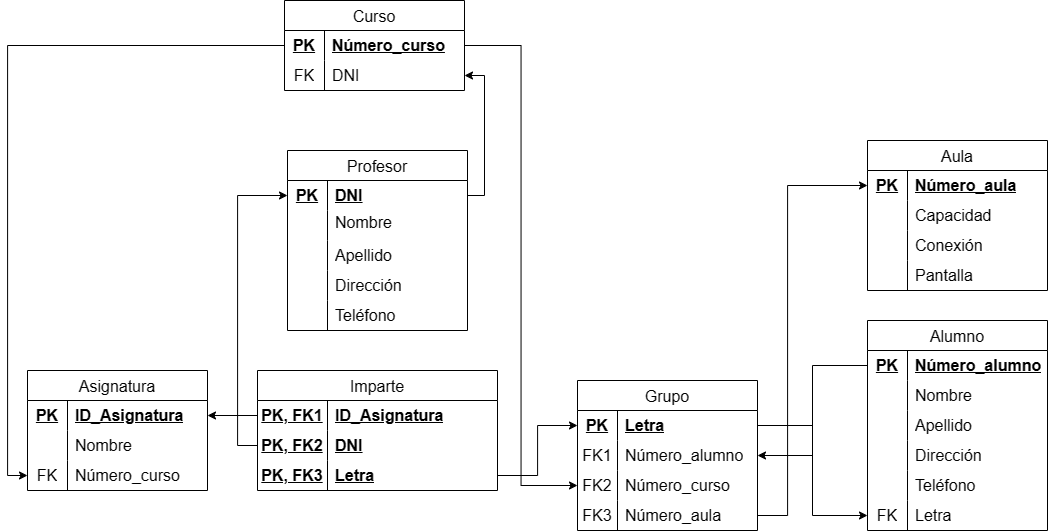 Curso
PK Número_curso
FK DNI
Profesor
PK DNI
Nombre
Apellido
Dirección
Teléfono
Aula
PK Número_aula
Capacidad
Conexión
Pantalla
Asignatura
PK ID_Asignatura
Nombre
FK Número_curso
Imparte
PK, FK1 ID_Asignatura
PK, FK2 DNI
PK, FK3 Letra
Grupo
PK Letra
FK1 Número_alumno
FK2 Número_curso
FK3 Número_aula
Alumno
PK Número_alumno
Nombre
Apellido
Dirección
Teléfono
FK Letra